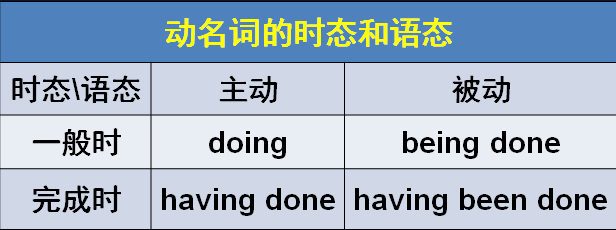 动名词的时态和语态
时态\语态 主动 被动
一般时 doing being done
完成时 having done having been done